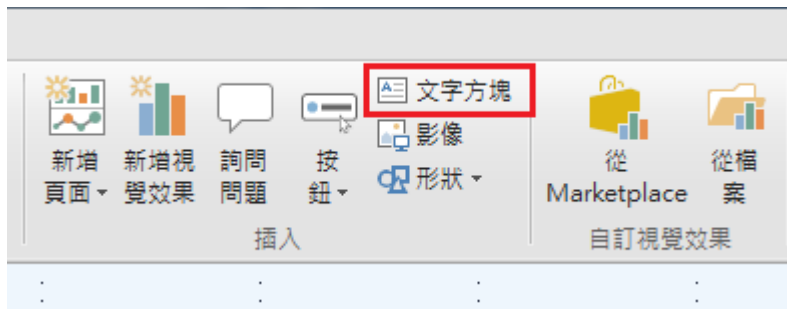 新增
頁面
新增視
覺效果
詢問
問題
按
鈕
A
文字方塊
影像
形狀
插入
從
Marketplace
從檔
案
自訂視覺效果